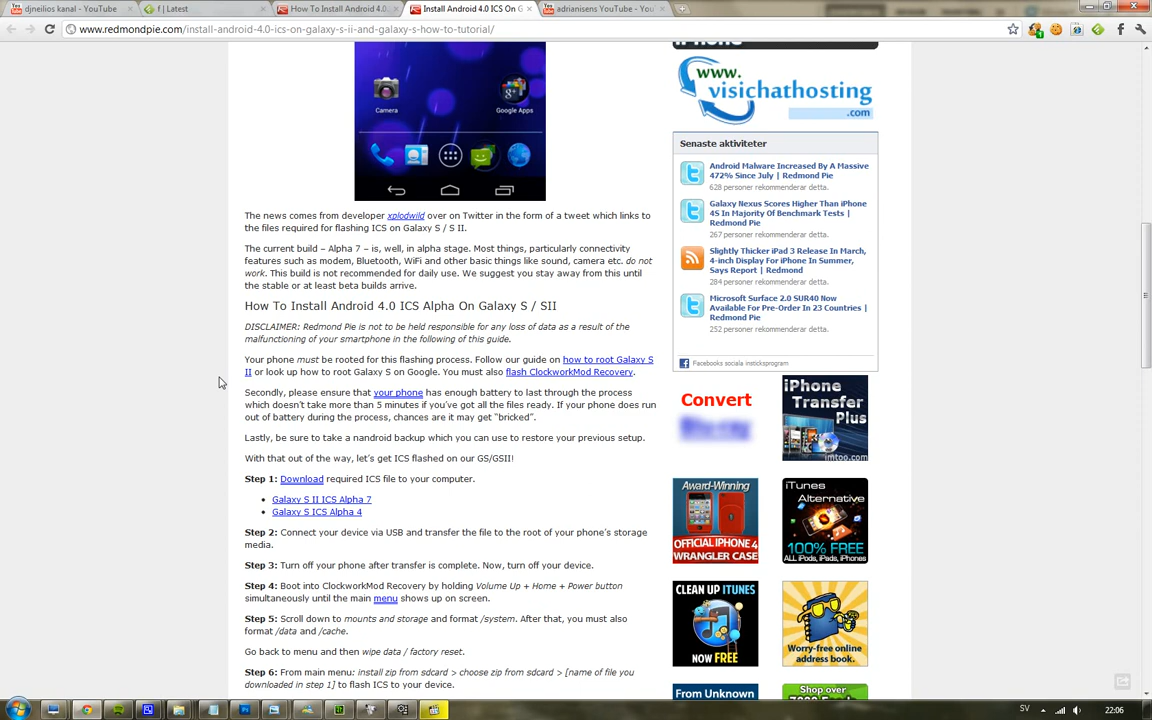 djneilios kanal - YouTube
f | Latest
How To Install Android 4.0
Install Android 4.0 ICS On G
adrianisens YouTube - You
www.redmondpie.com/install-android-4.0-ics-on-galaxy-s-ii-and-galaxy-s-how-to-tutorial/
Camera
Google Apps
The news comes from developer xplodwild over on Twitter in the form of a tweet which links to
the files required for flashing ICS on Galaxy S / S II.
The current build – Alpha 7 – is, well, in alpha stage. Most things, particularly connectivity
features such as modem, Bluetooth, WiFi and other basic things like sound, camera etc. do not
work. This build is not recommended for daily use. We suggest you stay away from this until
the stable or at least beta builds arrive.
How To Install Android 4.0 ICS Alpha On Galaxy S / SII
DISCLAIMER: Redmond Pie is not to be held responsible for any loss of data as a result of the
malfunctioning of your smartphone in the following of this guide.
Your phone must be rooted for this flashing process. Follow our guide on how to root Galaxy S
II or look up how to root Galaxy S on Google. You must also flash ClockworkMod Recovery.
Secondly, please ensure that your phone has enough battery to last through the process
which doesn't take more than 5 minutes if you've got all the files ready. If your phone does run
out of battery during the process, chances are it may get "bricked".
Lastly, be sure to take a nandroid backup which you can use to restore your previous setup.
With that out of the way, let's get ICS flashed on our GS/GSII!
Step 1: Download required ICS file to your computer.
Galaxy S II ICS Alpha 7
Galaxy S ICS Alpha 4
Step 2: Connect your device via USB and transfer the file to the root of your phone's storage
media.
Step 3: Turn off your phone after transfer is complete. Now, turn off your device.
Step 4: Boot into ClockworkMod Recovery by holding Volume Up + Home + Power button
simultaneously until the main menu shows up on screen.
Step 5: Scroll down to mounts and storage and format /system. After that, you must also
format /data and /cache.
Go back to menu and then wipe data / factory reset.
Step 6: From main menu: install zip from sdcard > choose zip from sdcard > [name of file you
downloaded in step 1] to flash ICS to your device.
iPhone
www.
visichathosting
.com
Senaste aktiviteter
Android Malware Increased By A Massive
472% Since July | Redmond Pie
628 personer rekommenderar detta.
Galaxy Nexus Scores Higher Than iPhone
4S In Majority Of Benchmark Tests |
Redmond Pie
267 personer rekommenderar detta.
Slightly Thicker iPad 3 Release In March,
4-inch Display For iPhone In Summer,
Says Report | Redmond
284 personer rekommenderar detta.
Microsoft Surface 2.0 SUR40 Now
Available For Pre-Order In 23 Countries |
Redmond Pie
252 personer rekommenderar detta.
Facebooks sociala insticksprogram
Convert
Blu-ray
iPhone
Transfer
Plus
imtoo.com
Award-Winning
OFFICIAL IPHONE 4
WRANGLER CASE
iTunes
Alternative
100% FREE
ALL iPods, iPads, iPhones
CLEAN UP ITUNES
NOW FREE
Worry-free online
address book.
From Unknown
Shop over
SV
22:06